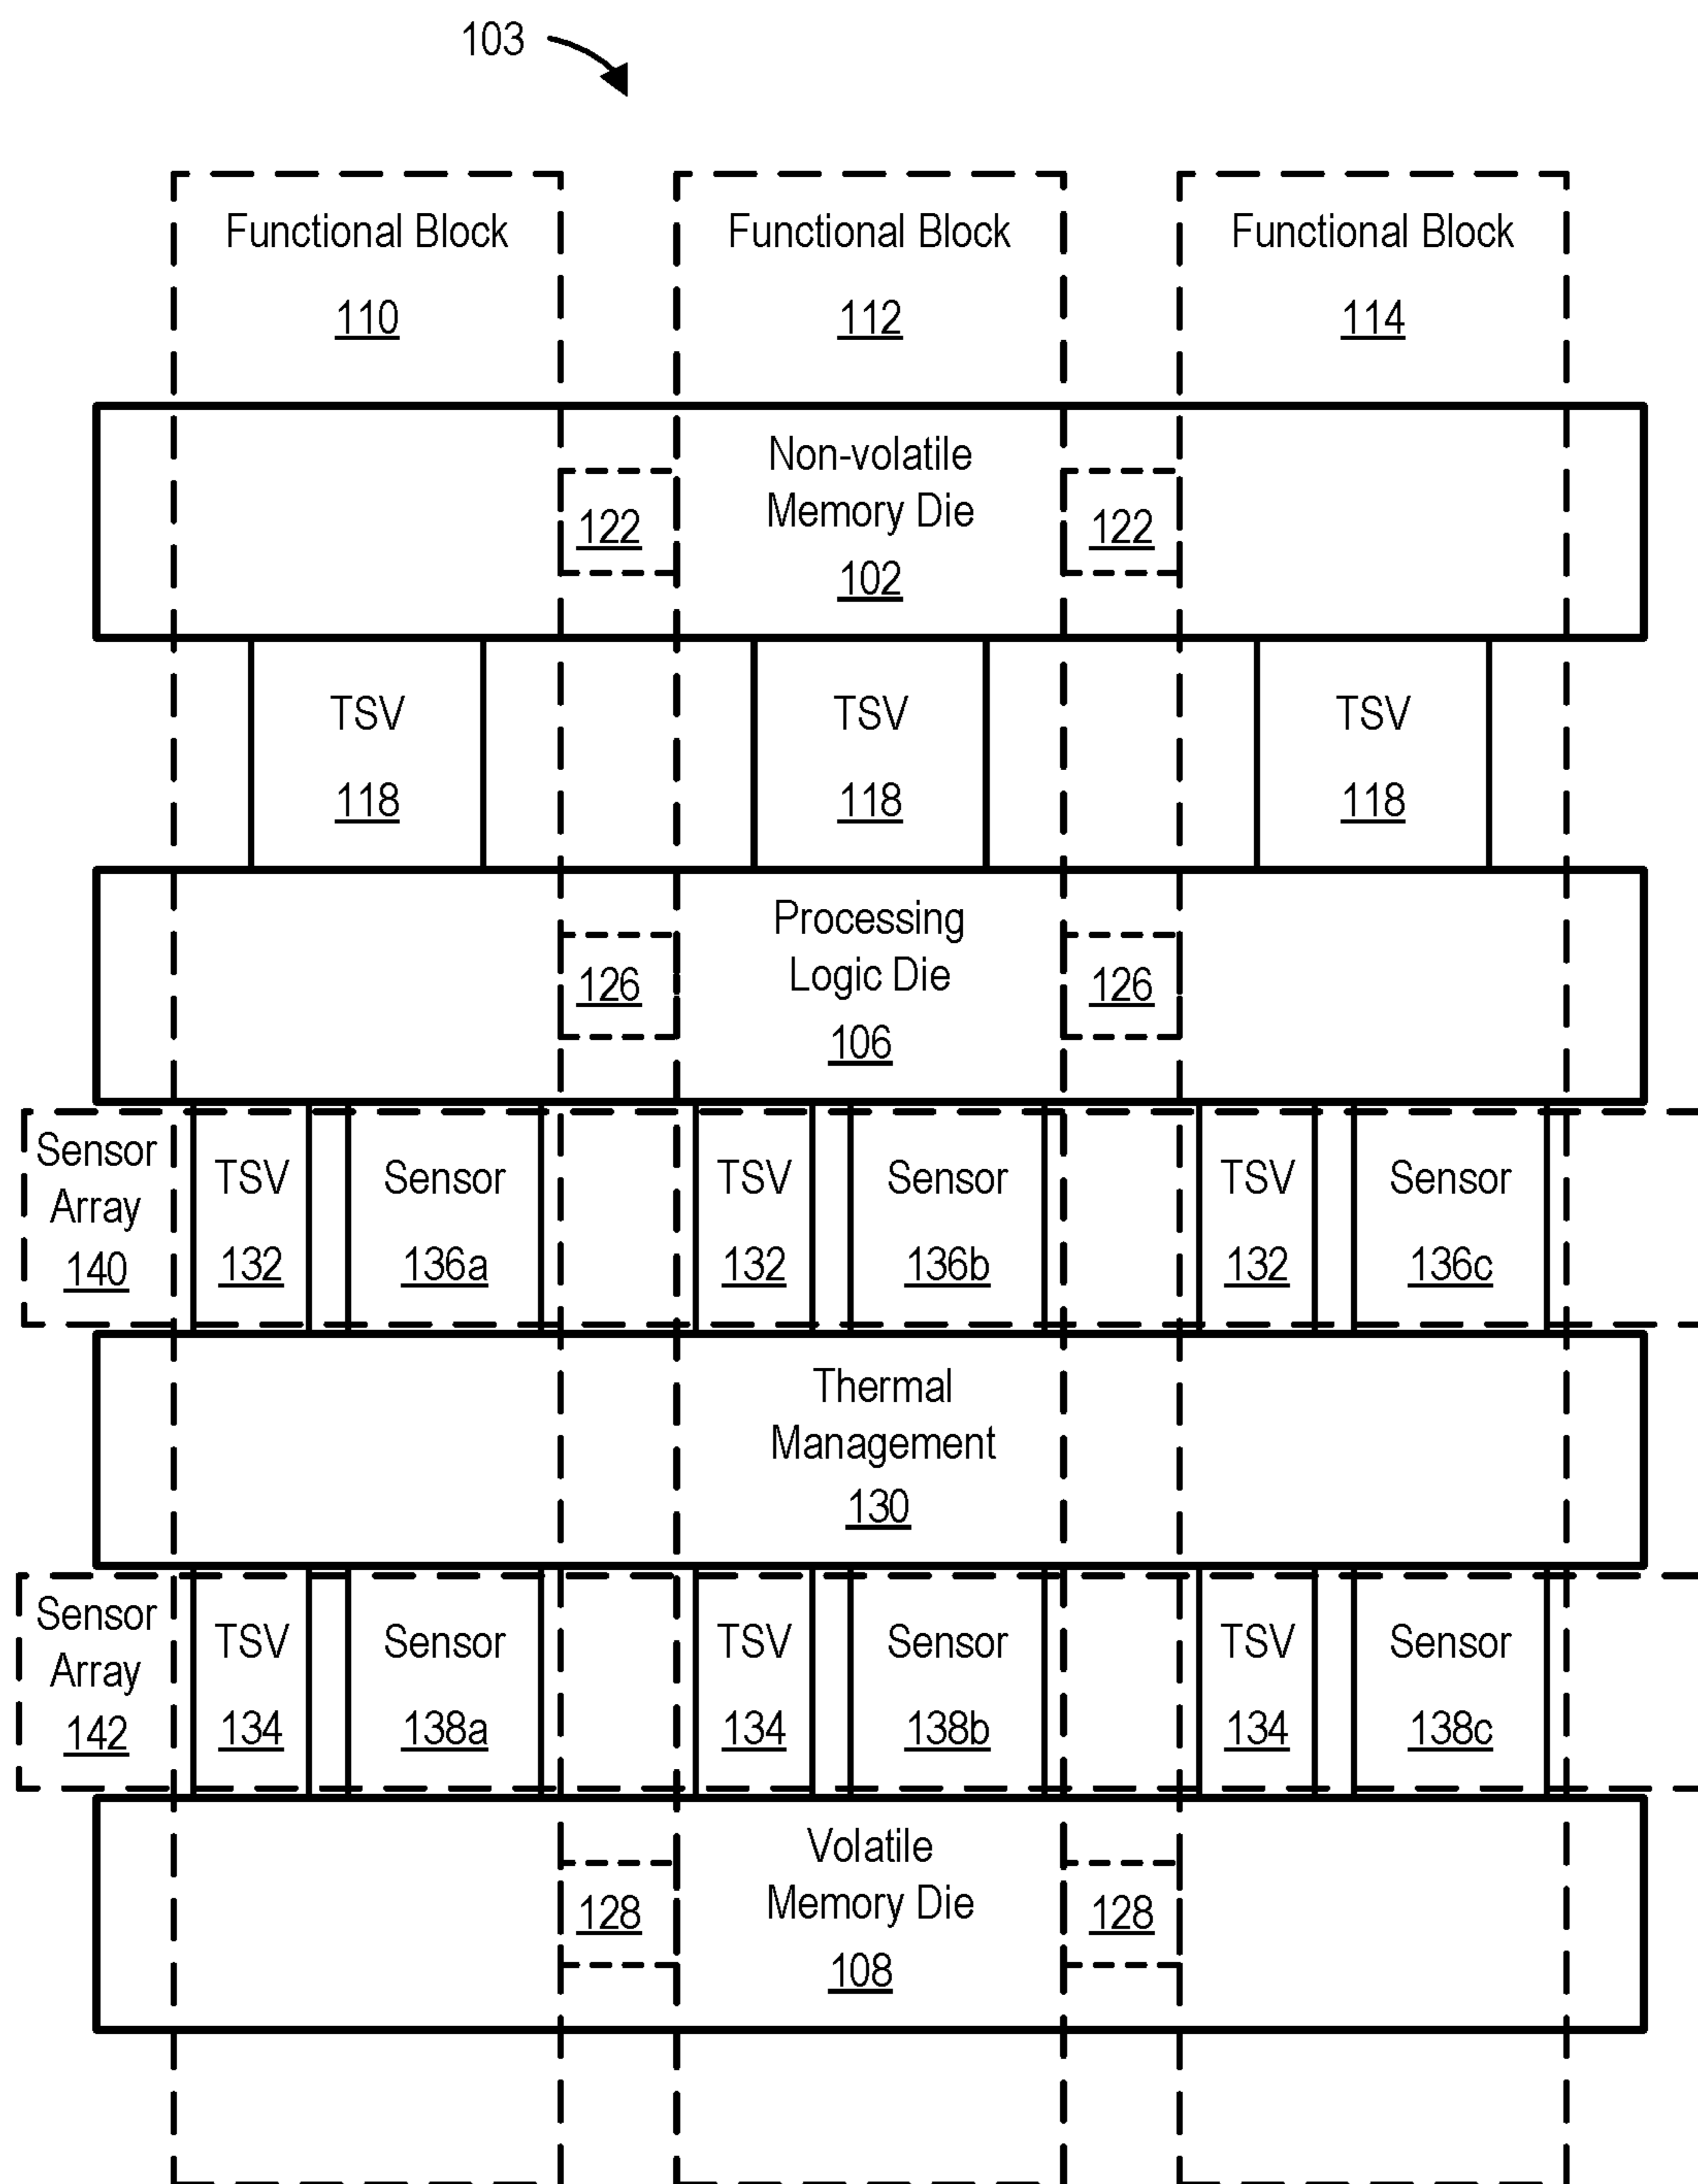 103
Functional Block
110
Functional Block
112
Functional Block
114
Non-volatile
Memory Die
102
122
122
TSV
118
TSV
118
TSV
118
Processing
Logic Die
106
126
126
Sensor
Array
140
TSV
132
Sensor
136a
TSV
132
Sensor
136b
TSV
132
Sensor
136c
Thermal
Management
130
Sensor
Array
142
TSV
134
Sensor
138a
TSV
134
Sensor
138b
TSV
134
Sensor
138c
Volatile
Memory Die
108
128
128